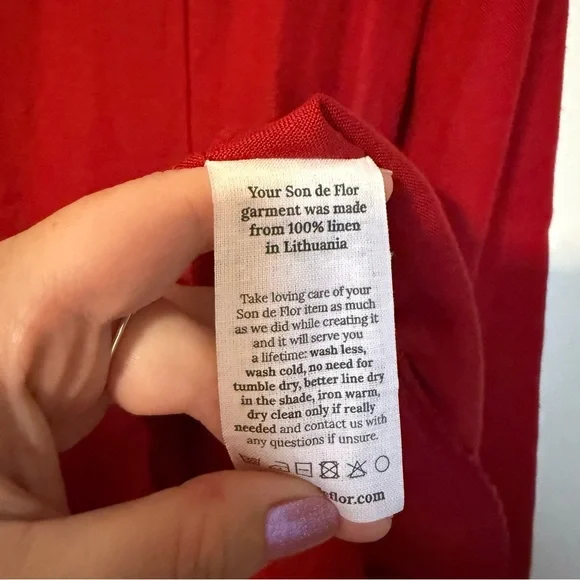 Your Son de Flor
garment was made
from 100% linen
in Lithuania
Take loving care of your
Son de Flor item as much
as we did while creating it
and it will serve you
a lifetime: wash less,
wash cold, no need for
tumble dry, better line dry
in the shade, iron warm,
dry clean only if really
needed and contact us with
any questions if unsure.
flor.com